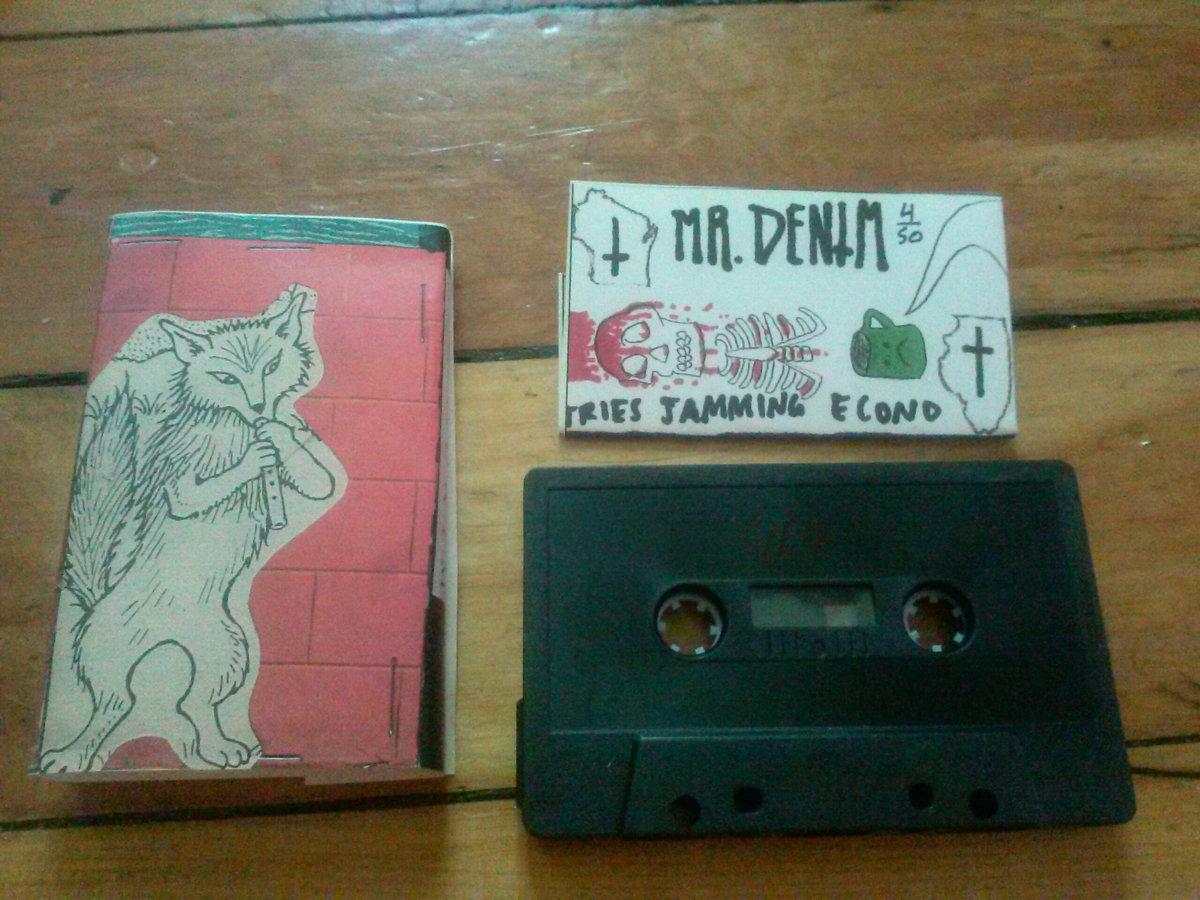 MR. DENIM
4/50
TRIES JAMMING ECONO